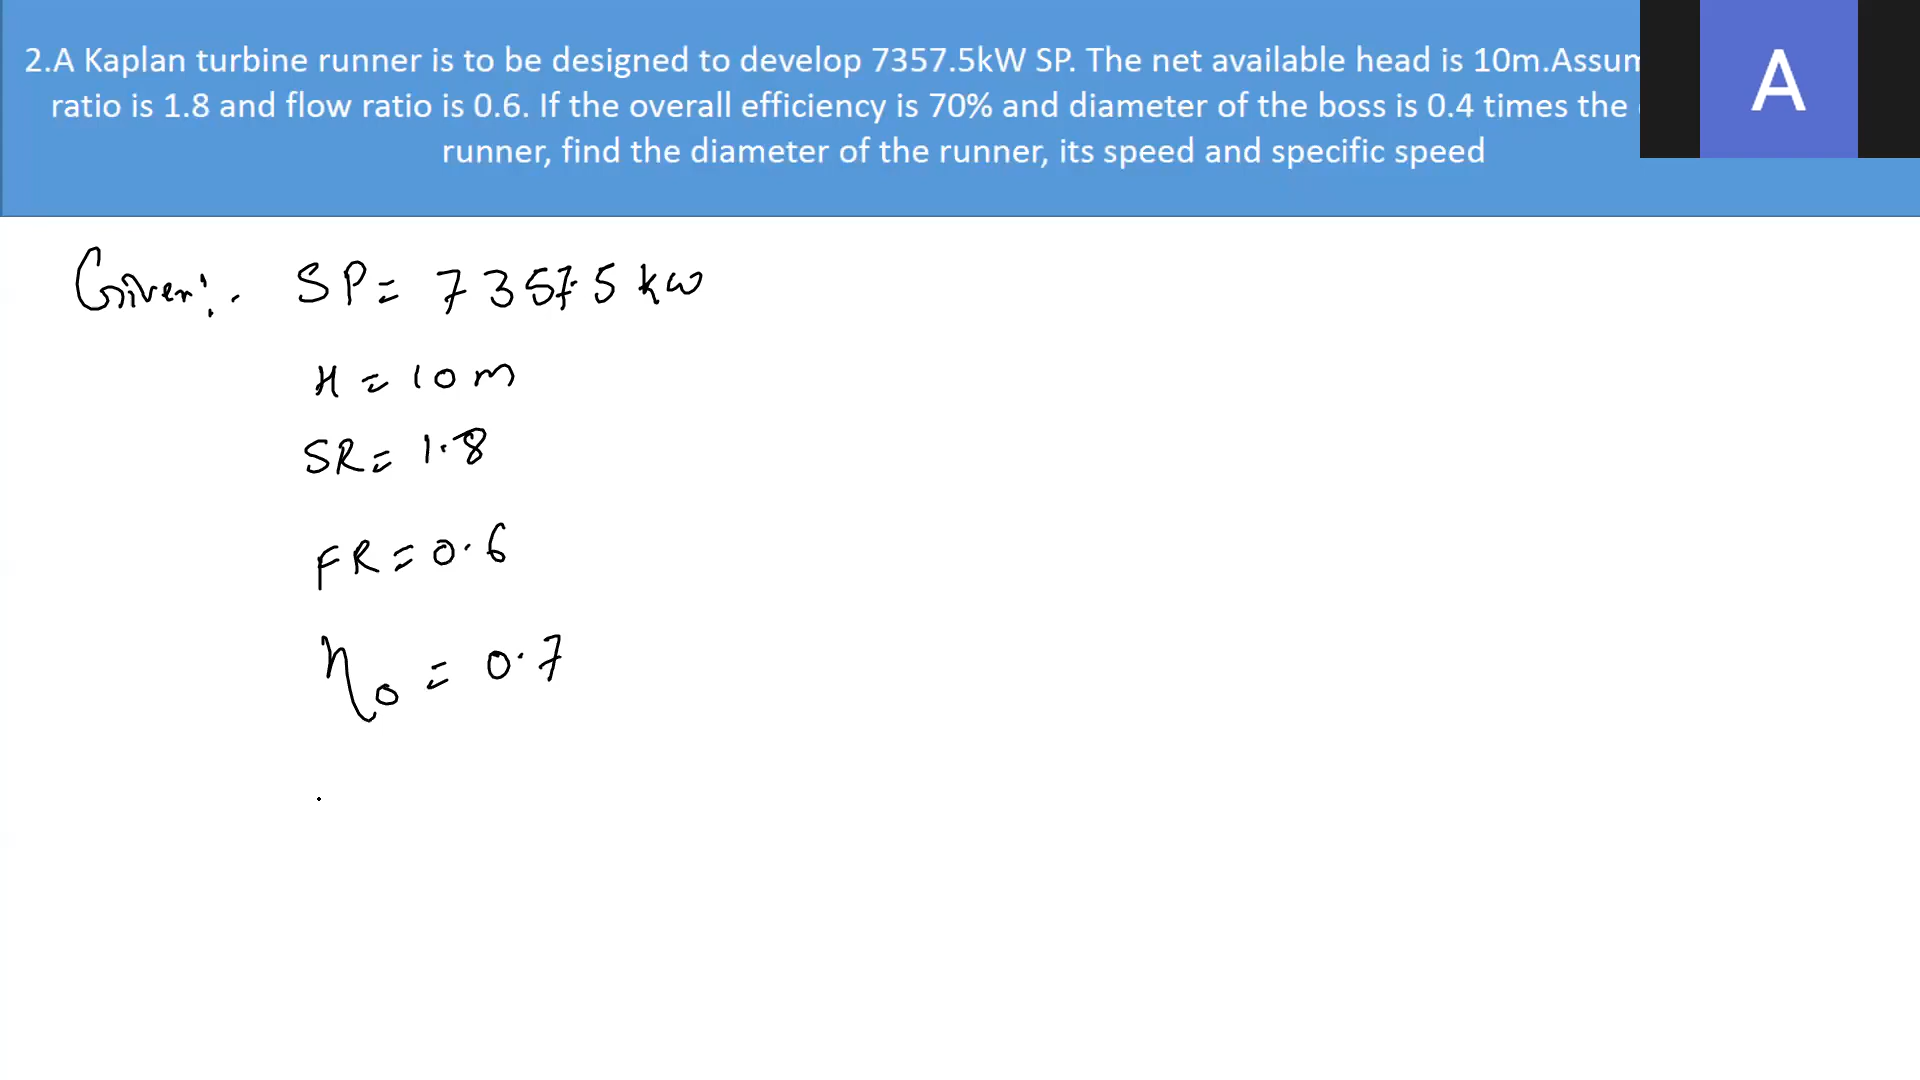 2.A Kaplan turbine runner is to be designed to develop 7357.5kW SP. The net available head is 10m.Assum
ratio is 1.8 and flow ratio is 0.6. If the overall efficiency is 70% and diameter of the boss is 0.4 times the
runner, find the diameter of the runner, its speed and specific speed
A
Given:. SP = 7357.5 kw
H = 10 m
SR = 1.8
FR = 0.6
η₀ = 0.7